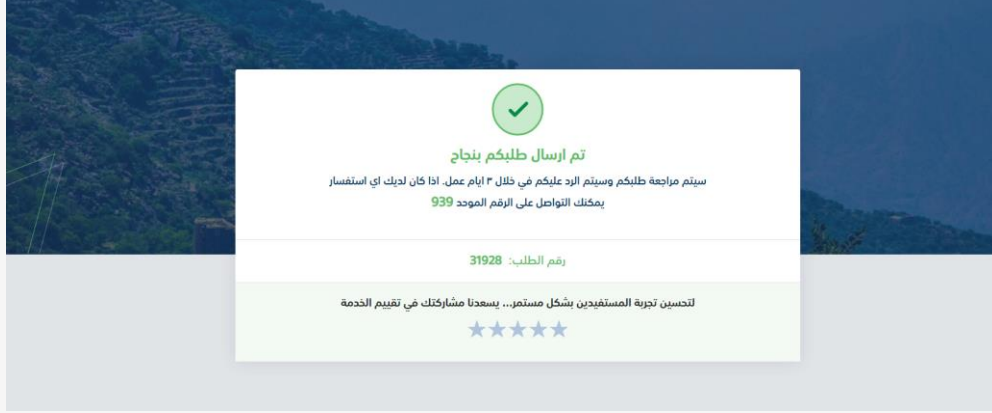 تم ارسال طلبكم بنجاح
سيتم مراجعة طلبكم وسيتم الرد عليكم في خلال ٣ ايام عمل. اذا كان لديك اي استفسار
يمكنك التواصل على الرقم الموحد 939
رقم الطلب: 31928
لتحسين تجربة المستفيدين بشكل مستمر... يسعدنا مشاركتك في تقييم الخدمة